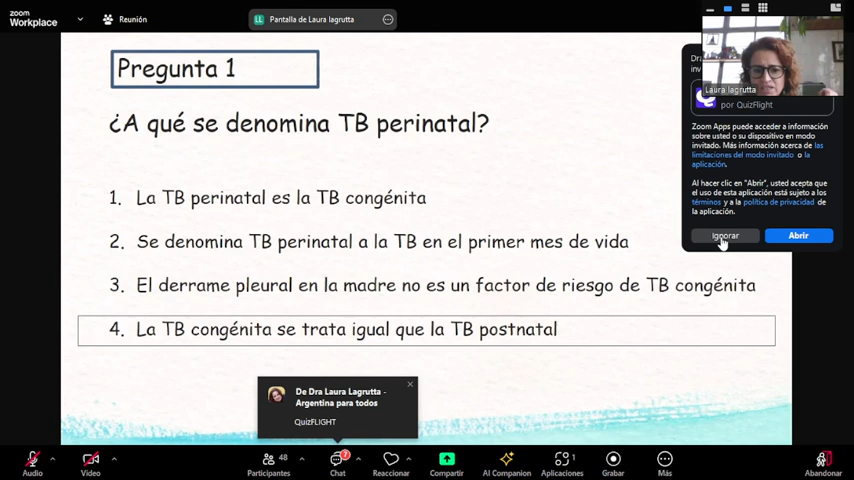 zoom
Workplace
Reunión
LL Pantalla de Laura lagrutta
Pregunta 1
¿A qué se denomina TB perinatal?
1. La TB perinatal es la TB congénita
2. Se denomina TB perinatal a la TB en el primer mes de vida
3. El derrame pleural en la madre no es un factor de riesgo de TB congénita
4. La TB congénita se trata igual que la TB postnatal
Laura lagrutta
por QuizFlight
Zoom Apps puede acceder a información
sobre usted o su dispositivo en modo
invitado. Más información acerca de las
limitaciones del modo invitado o la
aplicación.
Al hacer clic en "Abrir", usted acepta que
el uso de esta aplicación está sujeto a los
términos y a la política de privacidad de
la aplicación.
Ignorar
Abrir
De Dra Laura Lagrutta -
Argentina para todos
QuizFLIGHT
Audio
Vídeo
48
Participantes
7
Chat
Reaccionar
Compartir
AI Companion
1
Aplicaciones
Grabar
Más
Abandonar